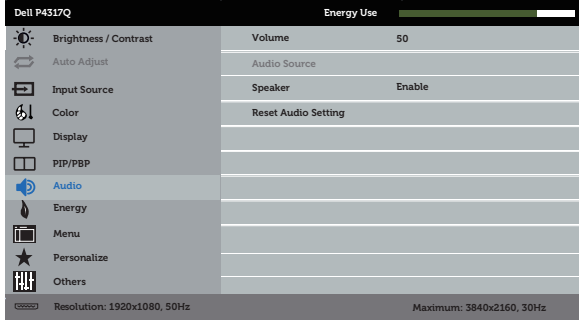 Dell P4317Q Energy Use
Brightness / Contrast Volume 50
Auto Adjust Audio Source
Input Source Speaker Enable
Color Reset Audio Setting
Display
PIP/PBP
Audio
Energy
Menu
Personalize
Others
Resolution: 1920x1080, 50Hz Maximum: 3840x2160, 30Hz